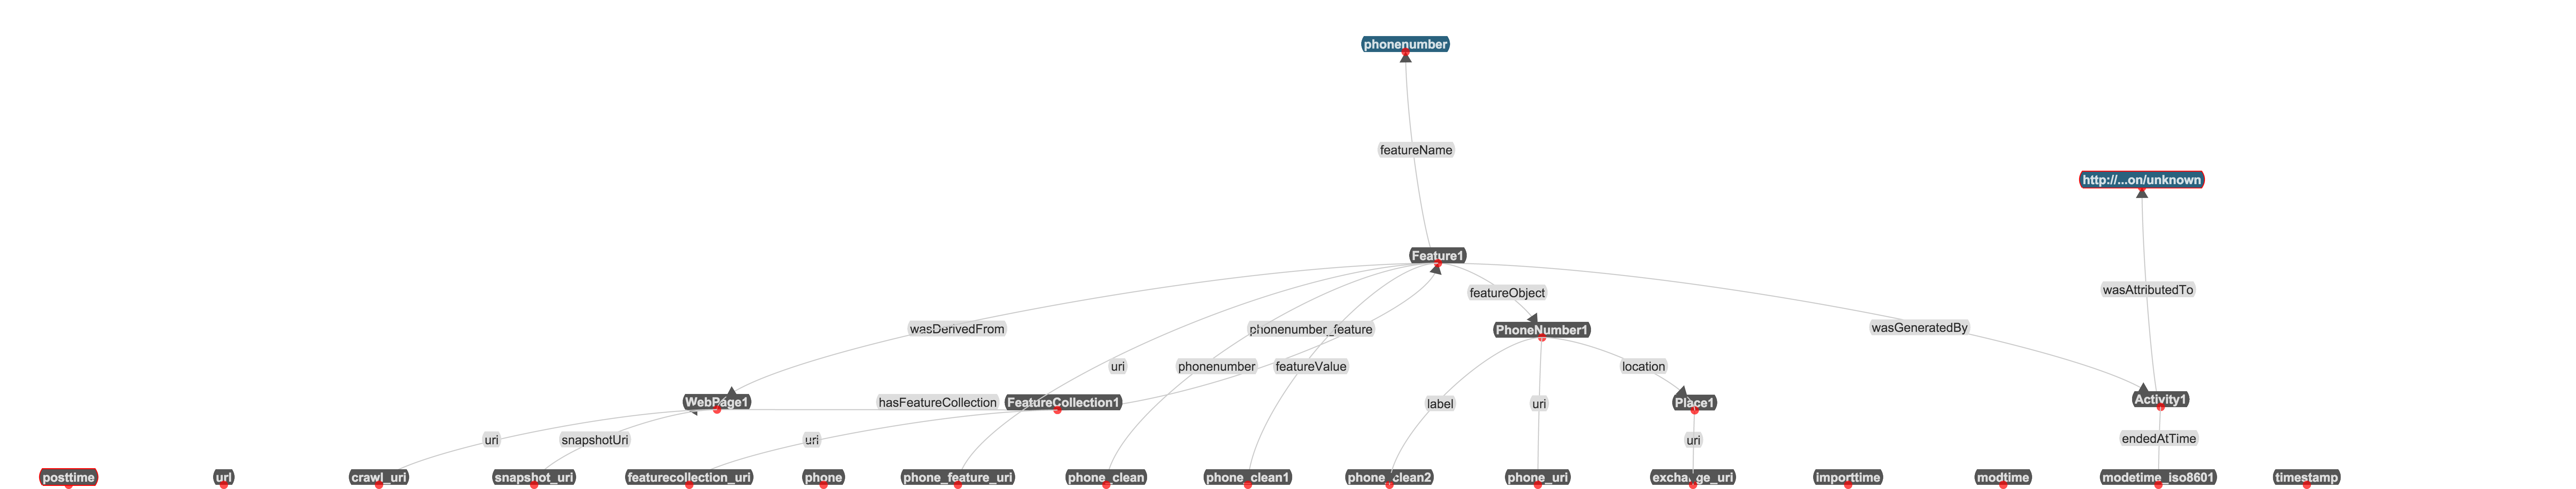 phonenumber
featureName
http://...on/unknown
Feature1
wasAttributedTo
featureObject
wasDerivedFrom
phonenumber_feature
PhoneNumber1
wasGeneratedBy
uri
phonenumber
featureValue
location
WebPage1
hasFeatureCollection
FeatureCollection1
label
uri
Place1
Activity1
uri
snapshotUri
uri
uri
endedAtTime
posttime
url
crawl_uri
snapshot_uri
featurecollection_uri
phone
phone_feature_uri
phone_clean
phone_clean1
phone_clean2
phone_uri
exchange_uri
importtime
modtime
modetime_iso8601
timestamp